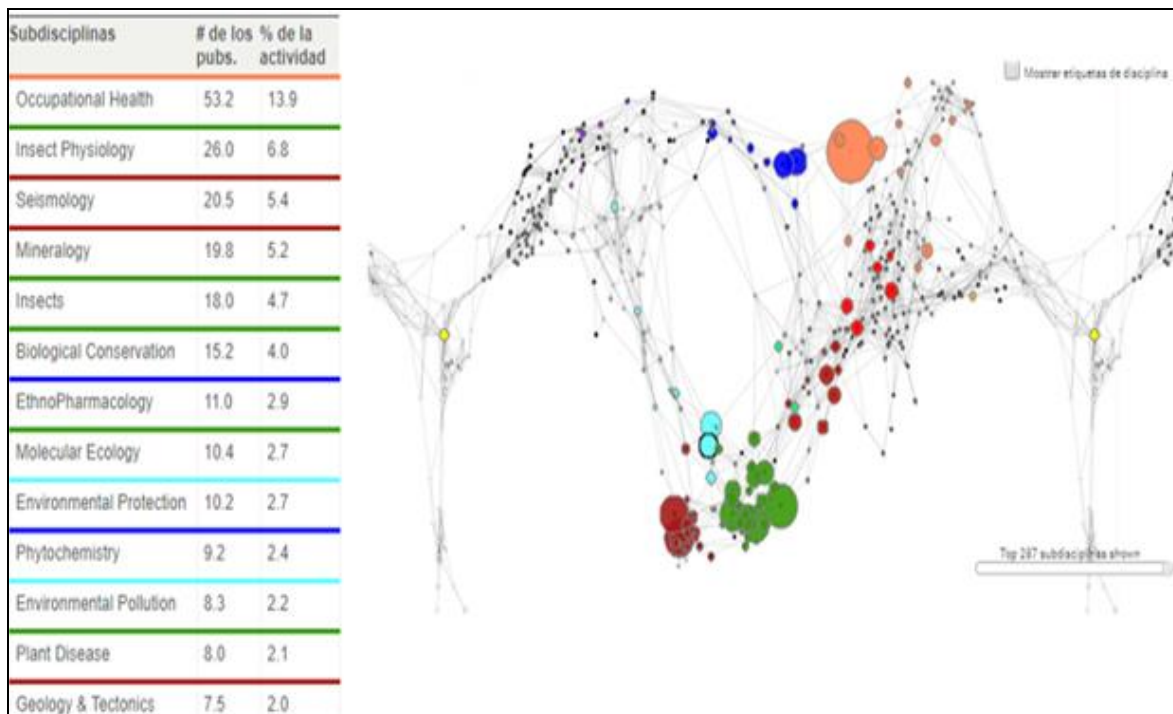 Subdisciplinas # de los % de la
pubs. actividad
Occupational Health 53.2 13.9
Insect Physiology 26.0 6.8
Seismology 20.5 5.4
Mineralogy 19.8 5.2
Insects 18.0 4.7
Biological Conservation 15.2 4.0
EthnoPharmacology 11.0 2.9
Molecular Ecology 10.4 2.7
Environmental Protection 10.2 2.7
Phytochemistry 9.2 2.4
Environmental Pollution 8.3 2.2
Plant Disease 8.0 2.1
Geology & Tectonics 7.5 2.0
Mostrar etiquetas de disciplina
Top 287 subdisciplinas shown